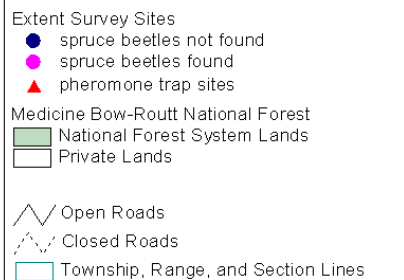 Extent Survey Sites
spruce beetles not found
spruce beetles found
pheromone trap sites
Medicine Bow-Routt National Forest
National Forest System Lands
Private Lands
Open Roads
Closed Roads
Township, Range, and Section Lines